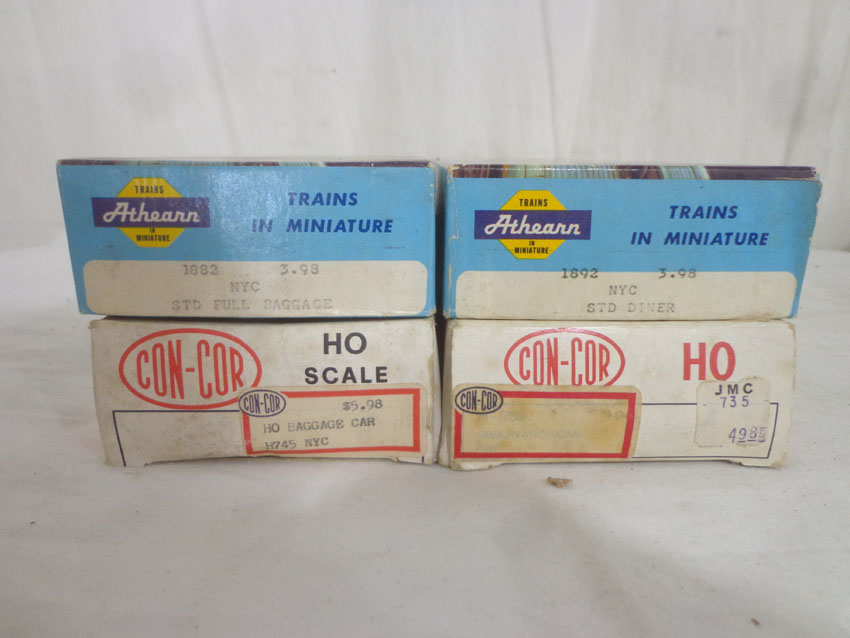 TRAINS
Athearn
IN
MINIATURE
TRAINS
IN MINIATURE
1882 3.98
NYC
STD FULL BAGGAGE
TRAINS
Athearn
IN
MINIATURE
TRAINS
IN MINIATURE
1892 3.98
NYC
STD DINER
CON-COR
HO
SCALE
CON-COR
$5.98
HO BAGGAGE CAR
H745 NYC
CON-COR
HO
CON-COR
OBSERVATION CAR
JMC
735
498